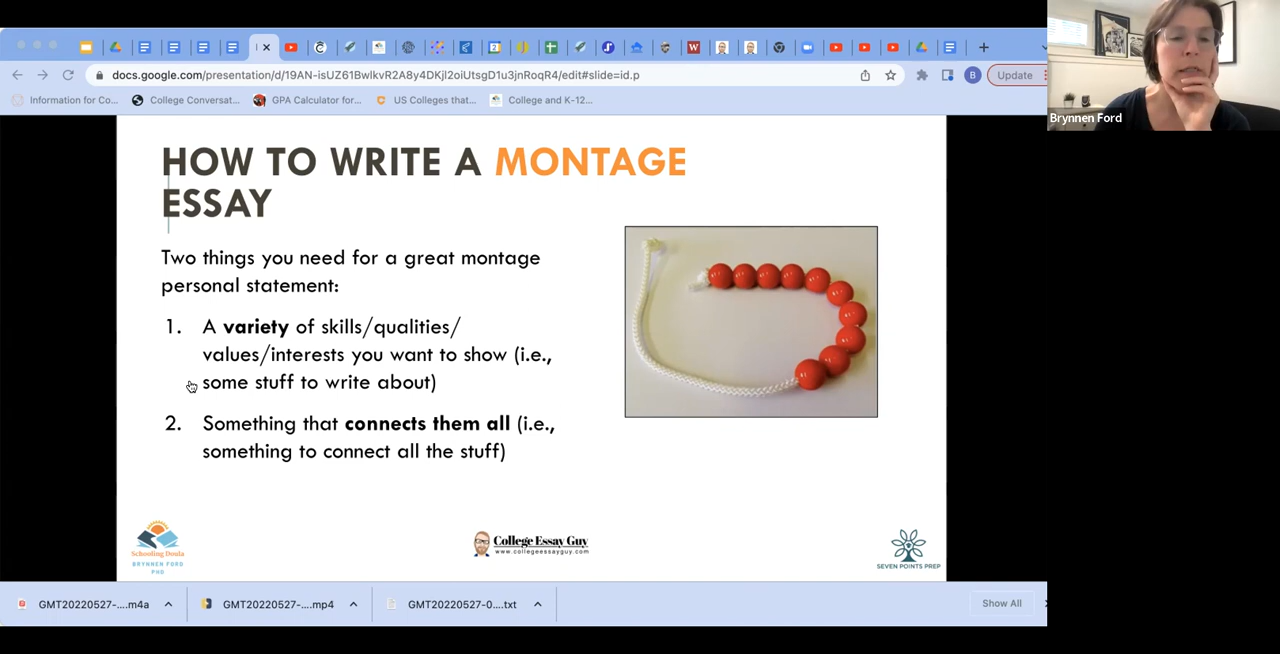 docs.google.com/presentation/d/19AN-isUZ61BwlkvR2A8y4DKjl2oiUtsgD1u3jnRoqR4/edit#slide=id.p
B
Update
Information for Co...
College Conversat...
GPA Calculator for...
US Colleges that...
College and K-12...
Brynnen Ford
HOW TO WRITE A MONTAGE
ESSAY
Two things you need for a great montage
personal statement:
1. A variety of skills/qualities/
values/interests you want to show (i.e.,
some stuff to write about)
2. Something that connects them all (i.e.,
something to connect all the stuff)
Schooling Doula
BRYNNEN FORD
PHD
College Essay Guy
www.collegeessayguy.com
SEVEN POINTS PREP
GMT20220527-....m4a
GMT20220527-....mp4
GMT20220527-0....txt
Show All